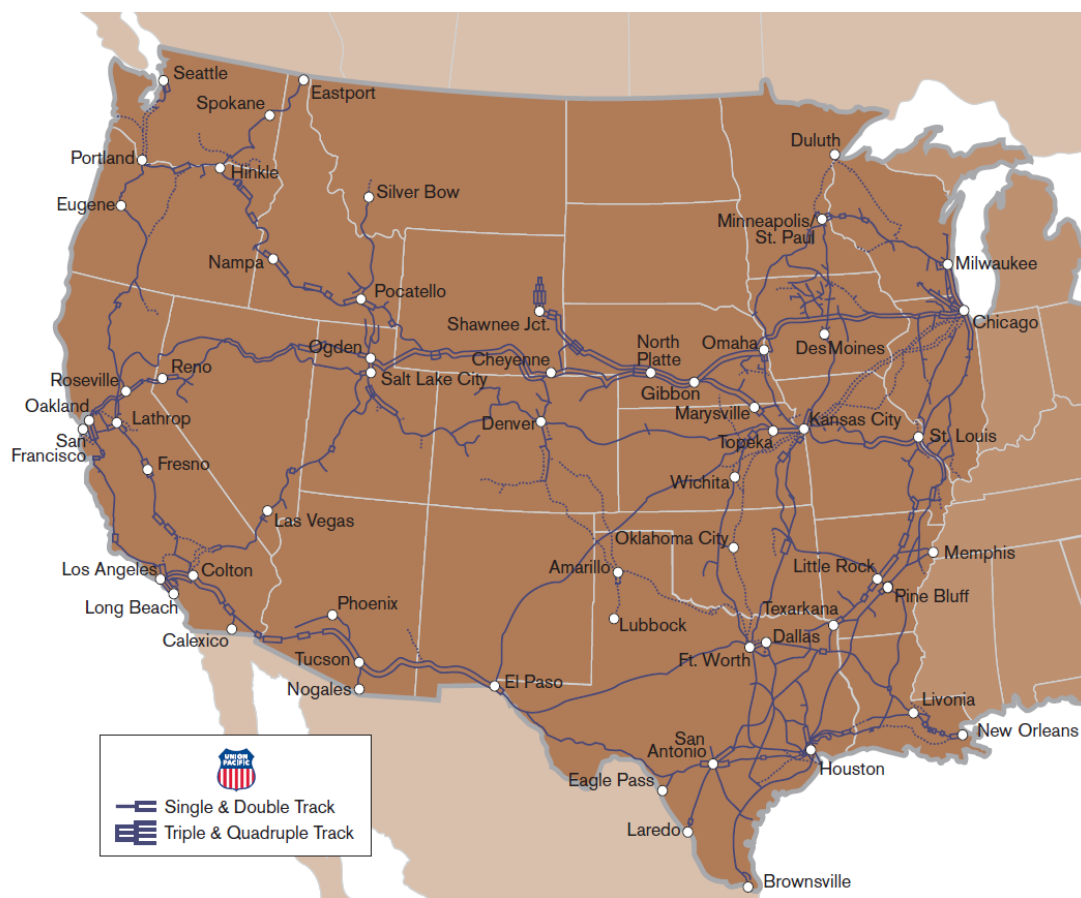 Seattle
Eastport
Spokane
Duluth
Portland
Hinkle
Silver Bow
Eugene
Minneapolis/
St. Paul
Nampa
Milwaukee
Pocatello
Shawnee Jct.
Chicago
North
Platte
Omaha
Des Moines
Ogden
Cheyenne
Reno
Salt Lake City
Gibbon
Roseville
Marysville
Oakland
Lathrop
Denver
Kansas City
San
Francisco
Topeka
St. Louis
Fresno
Wichita
Las Vegas
Oklahoma City
Memphis
Los Angeles
Colton
Amarillo
Little Rock
Long Beach
Pine Bluff
Phoenix
Texarkana
Calexico
Lubbock
Dallas
Tucson
Ft. Worth
Nogales
El Paso
Livonia
New Orleans
San
Antonio
Houston
Eagle Pass
Laredo
Brownsville
UNION
PACIFIC
Single & Double Track
Triple & Quadruple Track